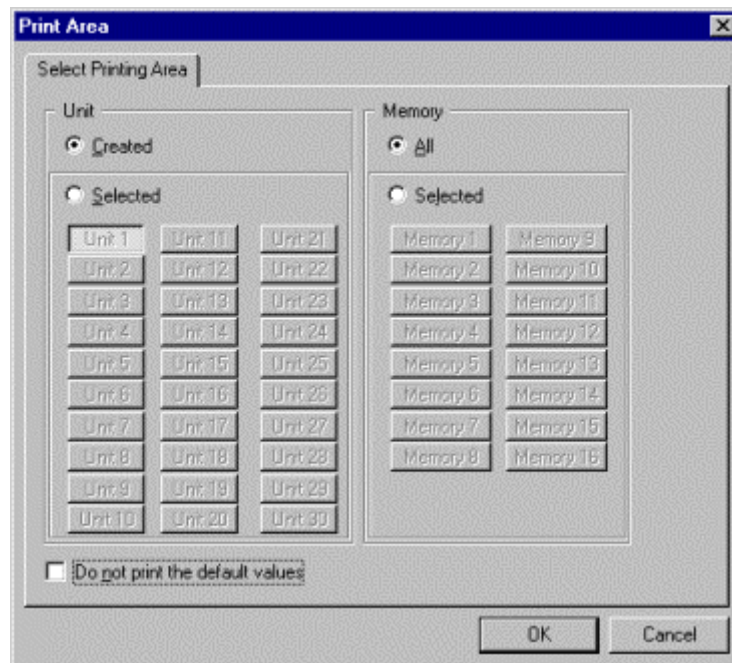 Print Area
Select Printing Area
Unit
Created
Selected
Unit 1 Unit 11 Unit 21
Unit 2 Unit 12 Unit 22
Unit 3 Unit 13 Unit 23
Unit 4 Unit 14 Unit 24
Unit 5 Unit 15 Unit 25
Unit 6 Unit 16 Unit 26
Unit 7 Unit 17 Unit 27
Unit 8 Unit 18 Unit 28
Unit 9 Unit 19 Unit 29
Unit 10 Unit 20 Unit 30
Memory
All
Selected
Memory 1 Memory 9
Memory 2 Memory 10
Memory 3 Memory 11
Memory 4 Memory 12
Memory 5 Memory 13
Memory 6 Memory 14
Memory 7 Memory 15
Memory 8 Memory 16
Do not print the default values
OK Cancel